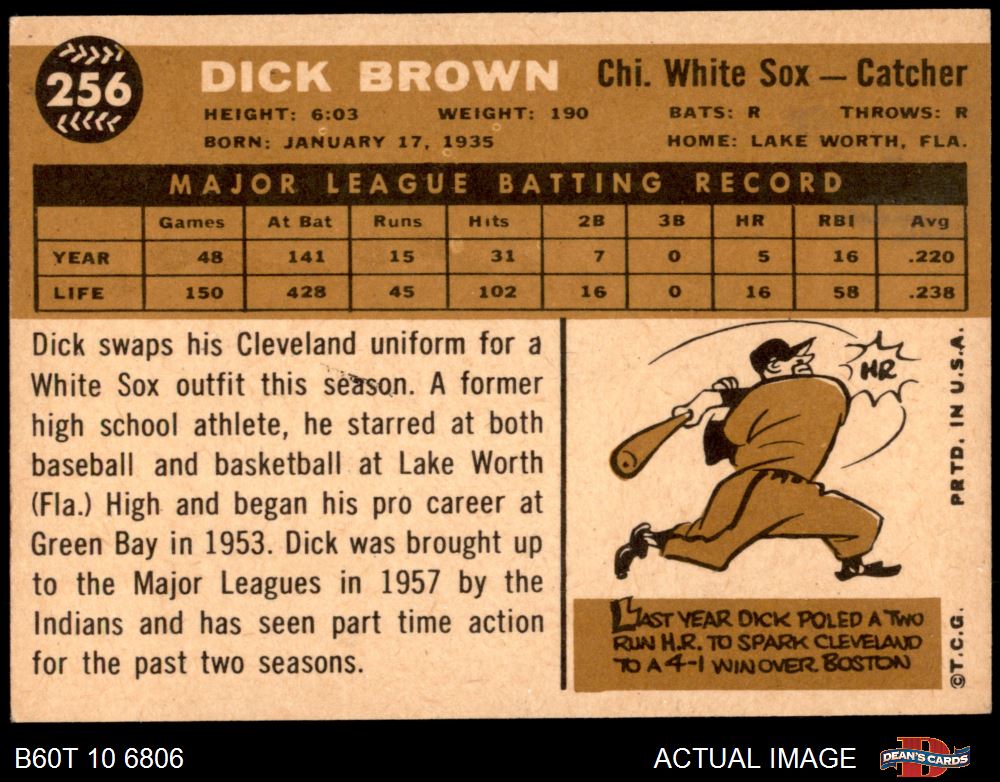 256
DICK BROWN Chi. White Sox — Catcher
HEIGHT: 6:03 WEIGHT: 190 BATS: R THROWS: R
BORN: JANUARY 17, 1935 HOME: LAKE WORTH, FLA.
MAJOR LEAGUE BATTING RECORD
Games At Bat Runs Hits 2B 3B HR RBI Avg
YEAR 48 141 15 31 7 0 5 16 .220
LIFE 150 428 45 102 16 0 16 58 .238
Dick swaps his Cleveland uniform for a
White Sox outfit this season. A former
high school athlete, he starred at both
baseball and basketball at Lake Worth
(Fla.) High and began his pro career at
Green Bay in 1953. Dick was brought up
to the Major Leagues in 1957 by the
Indians and has seen part time action
for the past two seasons.
HR
LAST YEAR DICK POLED A TWO
RUN H.R. TO SPARK CLEVELAND
TO A 4-1 WIN OVER BOSTON
©T.C.G. PRTD. IN U.S.A.
B60T 10 6806 ACTUAL IMAGE DEAN'S CARDS